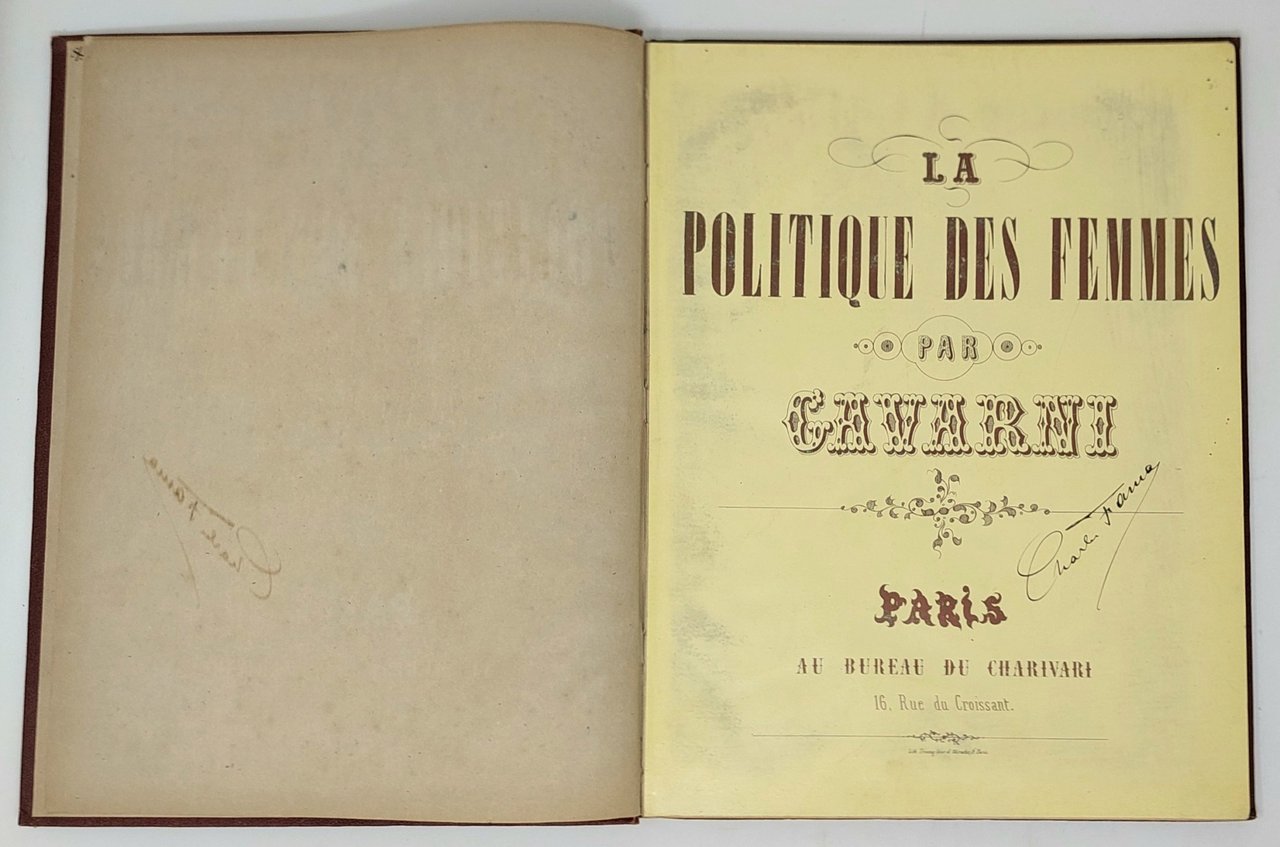 LA
POLITIQUE DES FEMMES
PAR
GAVARNI
PARIS
AU BUREAU DU CHARIVARI
16, Rue du Croissant.